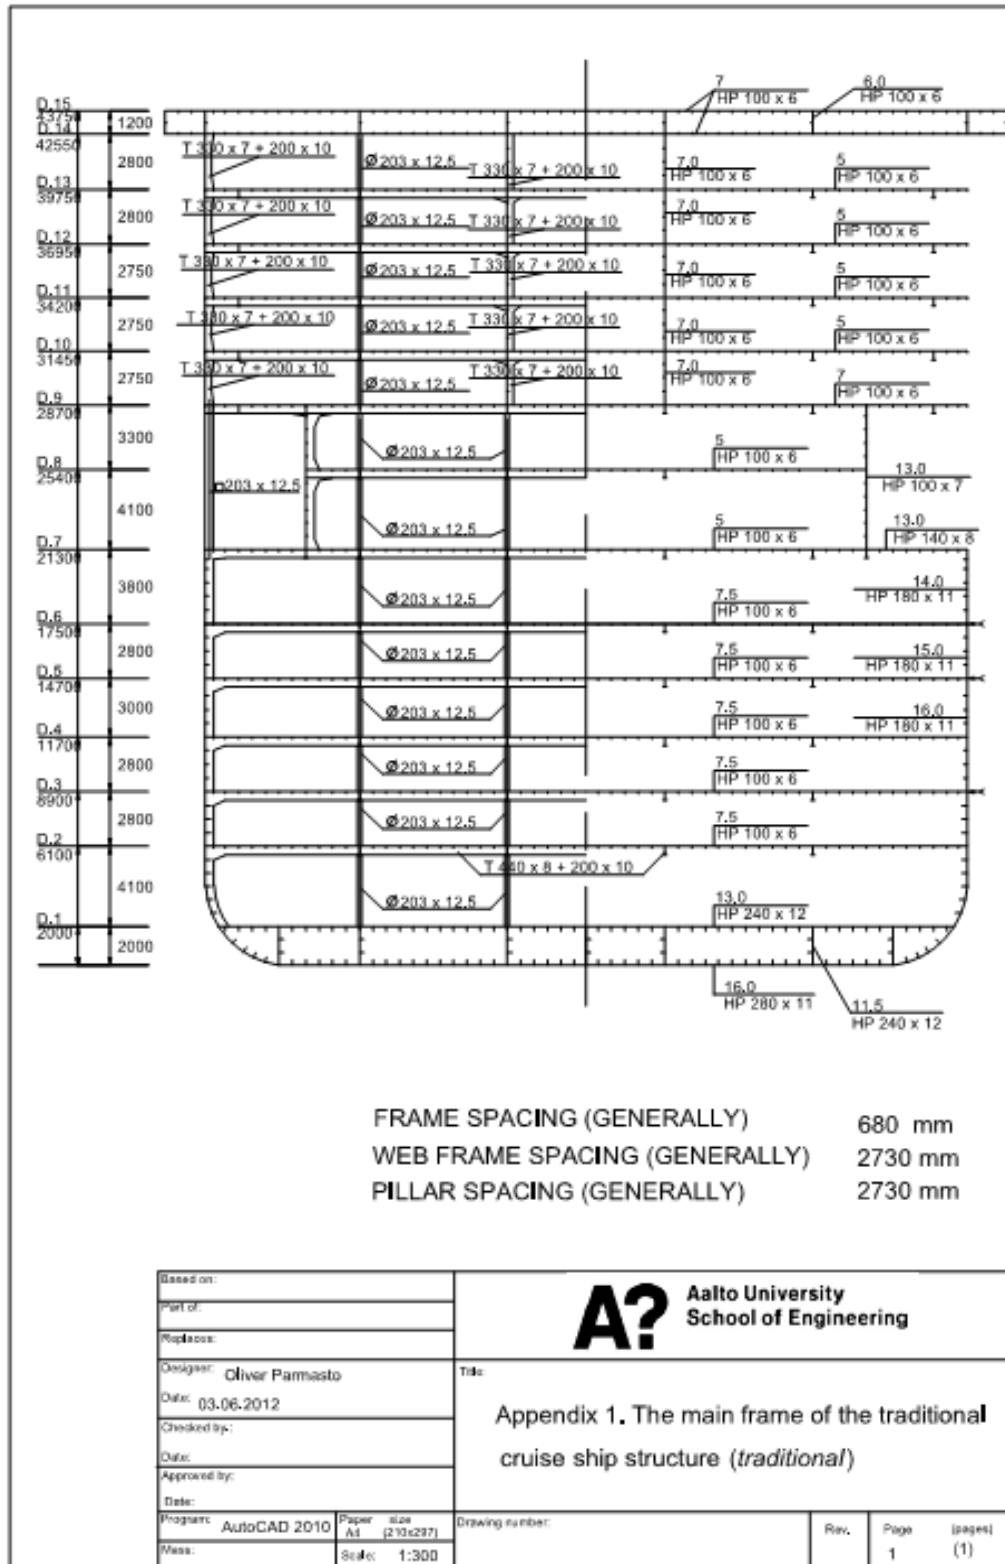 7
HP 100 x 6
6.0
HP 100 x 6
D.15
43750
D.14
42550
1200
T 330 x 7 + 200 x 10
Ø 203 x 12.5
T 330 x 7 + 200 x 10
7.0
HP 100 x 6
5
HP 100 x 6
2800
D.13
39750
T 330 x 7 + 200 x 10
Ø 203 x 12.5
T 330 x 7 + 200 x 10
7.0
HP 100 x 6
5
HP 100 x 6
2800
D.12
36950
T 330 x 7 + 200 x 10
Ø 203 x 12.5
T 330 x 7 + 200 x 10
7.0
HP 100 x 6
5
HP 100 x 6
2750
D.11
34200
T 330 x 7 + 200 x 10
Ø 203 x 12.5
T 330 x 7 + 200 x 10
7.0
HP 100 x 6
5
HP 100 x 6
2750
D.10
31450
T 330 x 7 + 200 x 10
Ø 203 x 12.5
T 330 x 7 + 200 x 10
7.0
HP 100 x 6
7
HP 100 x 6
2750
D.9
28700
3300
Ø 203 x 12.5
5
HP 100 x 6
D.8
25400
13.0
HP 100 x 7
203 x 12.5
4100
Ø 203 x 12.5
5
HP 100 x 6
13.0
HP 140 x 8
D.7
21300
3800
Ø 203 x 12.5
7.5
HP 100 x 6
14.0
HP 180 x 11
D.6
17500
2800
Ø 203 x 12.5
7.5
HP 100 x 6
15.0
HP 180 x 11
D.5
14700
3000
Ø 203 x 12.5
7.5
HP 100 x 6
16.0
HP 180 x 11
D.4
11700
2800
Ø 203 x 12.5
7.5
HP 100 x 6
D.3
8900
2800
Ø 203 x 12.5
7.5
HP 100 x 6
D.2
6100
T 440 x 8 + 200 x 10
4100
Ø 203 x 12.5
13.0
HP 240 x 12
D.1
2000
2000
16.0
HP 280 x 11
11.5
HP 240 x 12
FRAME SPACING (GENERALLY) 680 mm
WEB FRAME SPACING (GENERALLY) 2730 mm
PILLAR SPACING (GENERALLY) 2730 mm
Based on:
Part of:
Replaces:
A?
Aalto University
School of Engineering
Designer: Oliver Parmasto
Date: 03.06.2012
Checked by:
Date:
Approved by:
Date:
Title:
Appendix 1. The main frame of the traditional
cruise ship structure (traditional)
Program: AutoCAD 2010
Paper size
A4 (210x297)
Drawing number:
Rev.
Page (pages)
1 (1)
Mass:
Scale: 1:300